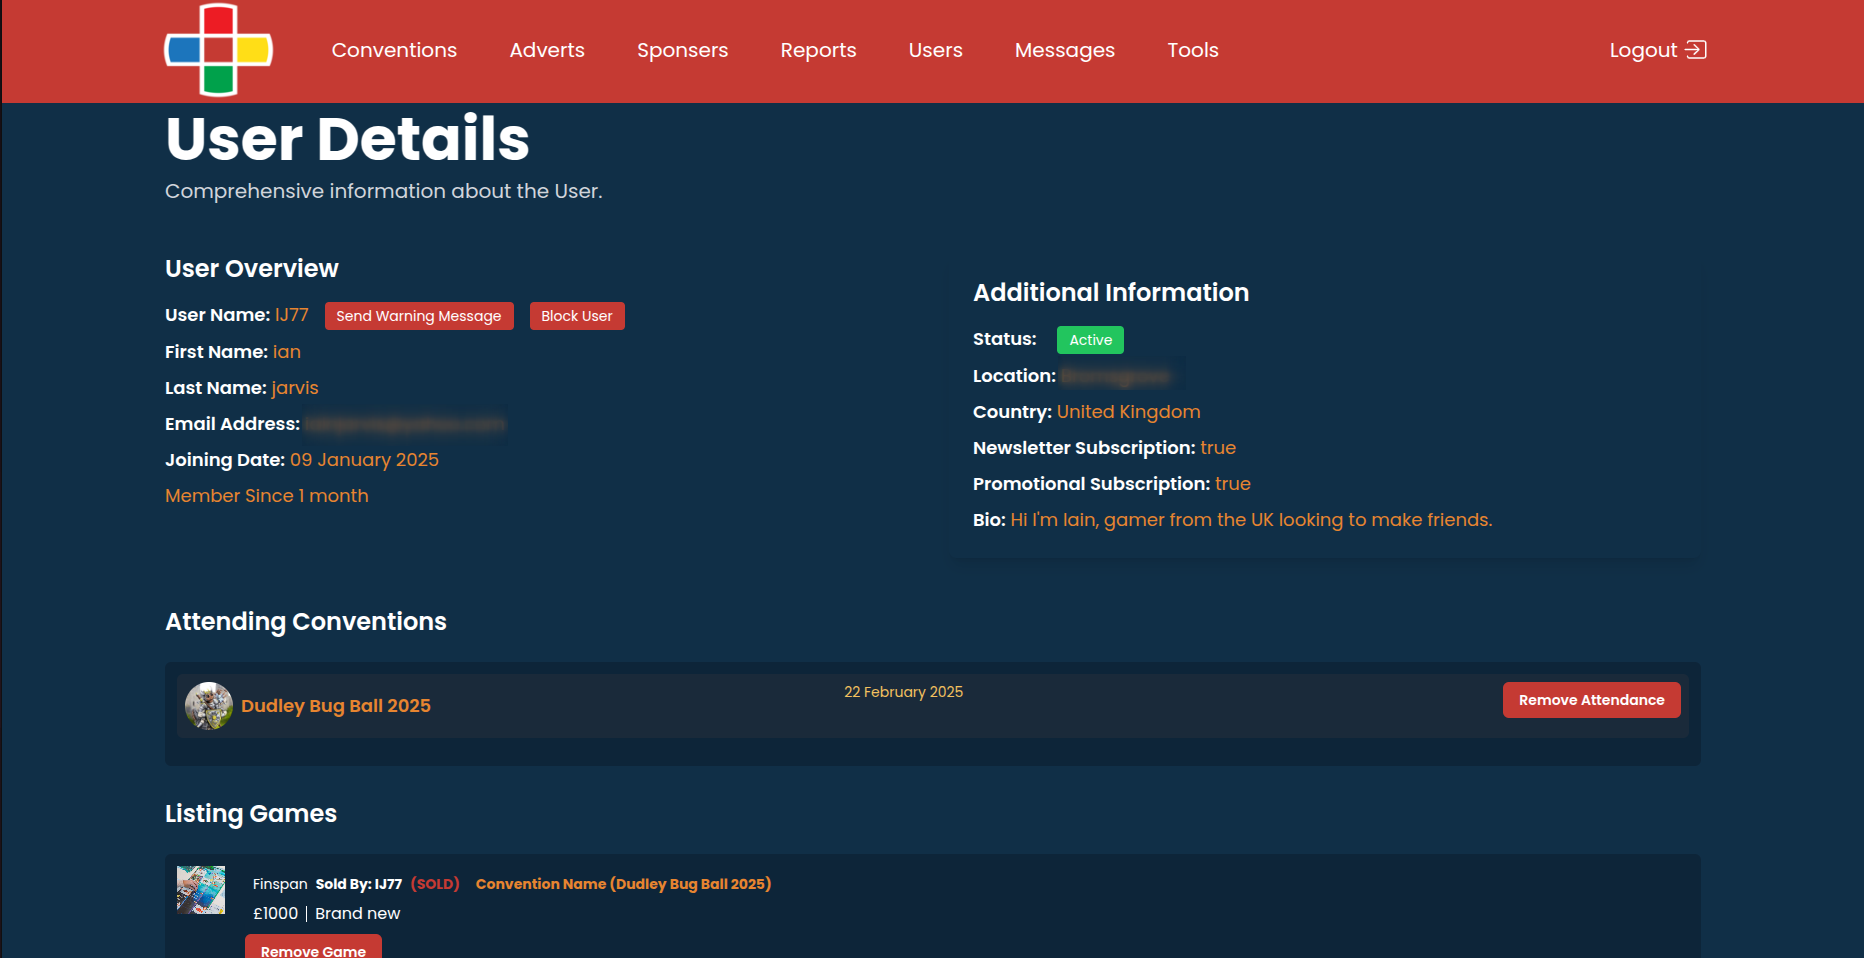 Conventions Adverts Sponsers Reports Users Messages Tools Logout
User Details
Comprehensive information about the User.
User Overview
User Name: IJ77 Send Warning Message Block User
First Name: ian
Last Name: jarvis
Email Address:
Joining Date: 09 January 2025
Member Since 1 month
Additional Information
Status: Active
Location:
Country: United Kingdom
Newsletter Subscription: true
Promotional Subscription: true
Bio: Hi I'm Iain, gamer from the UK looking to make friends.
Attending Conventions
Dudley Bug Ball 2025 22 February 2025 Remove Attendance
Listing Games
Finspan Sold By: IJ77 (SOLD) Convention Name (Dudley Bug Ball 2025)
£1000 | Brand new
Remove Game